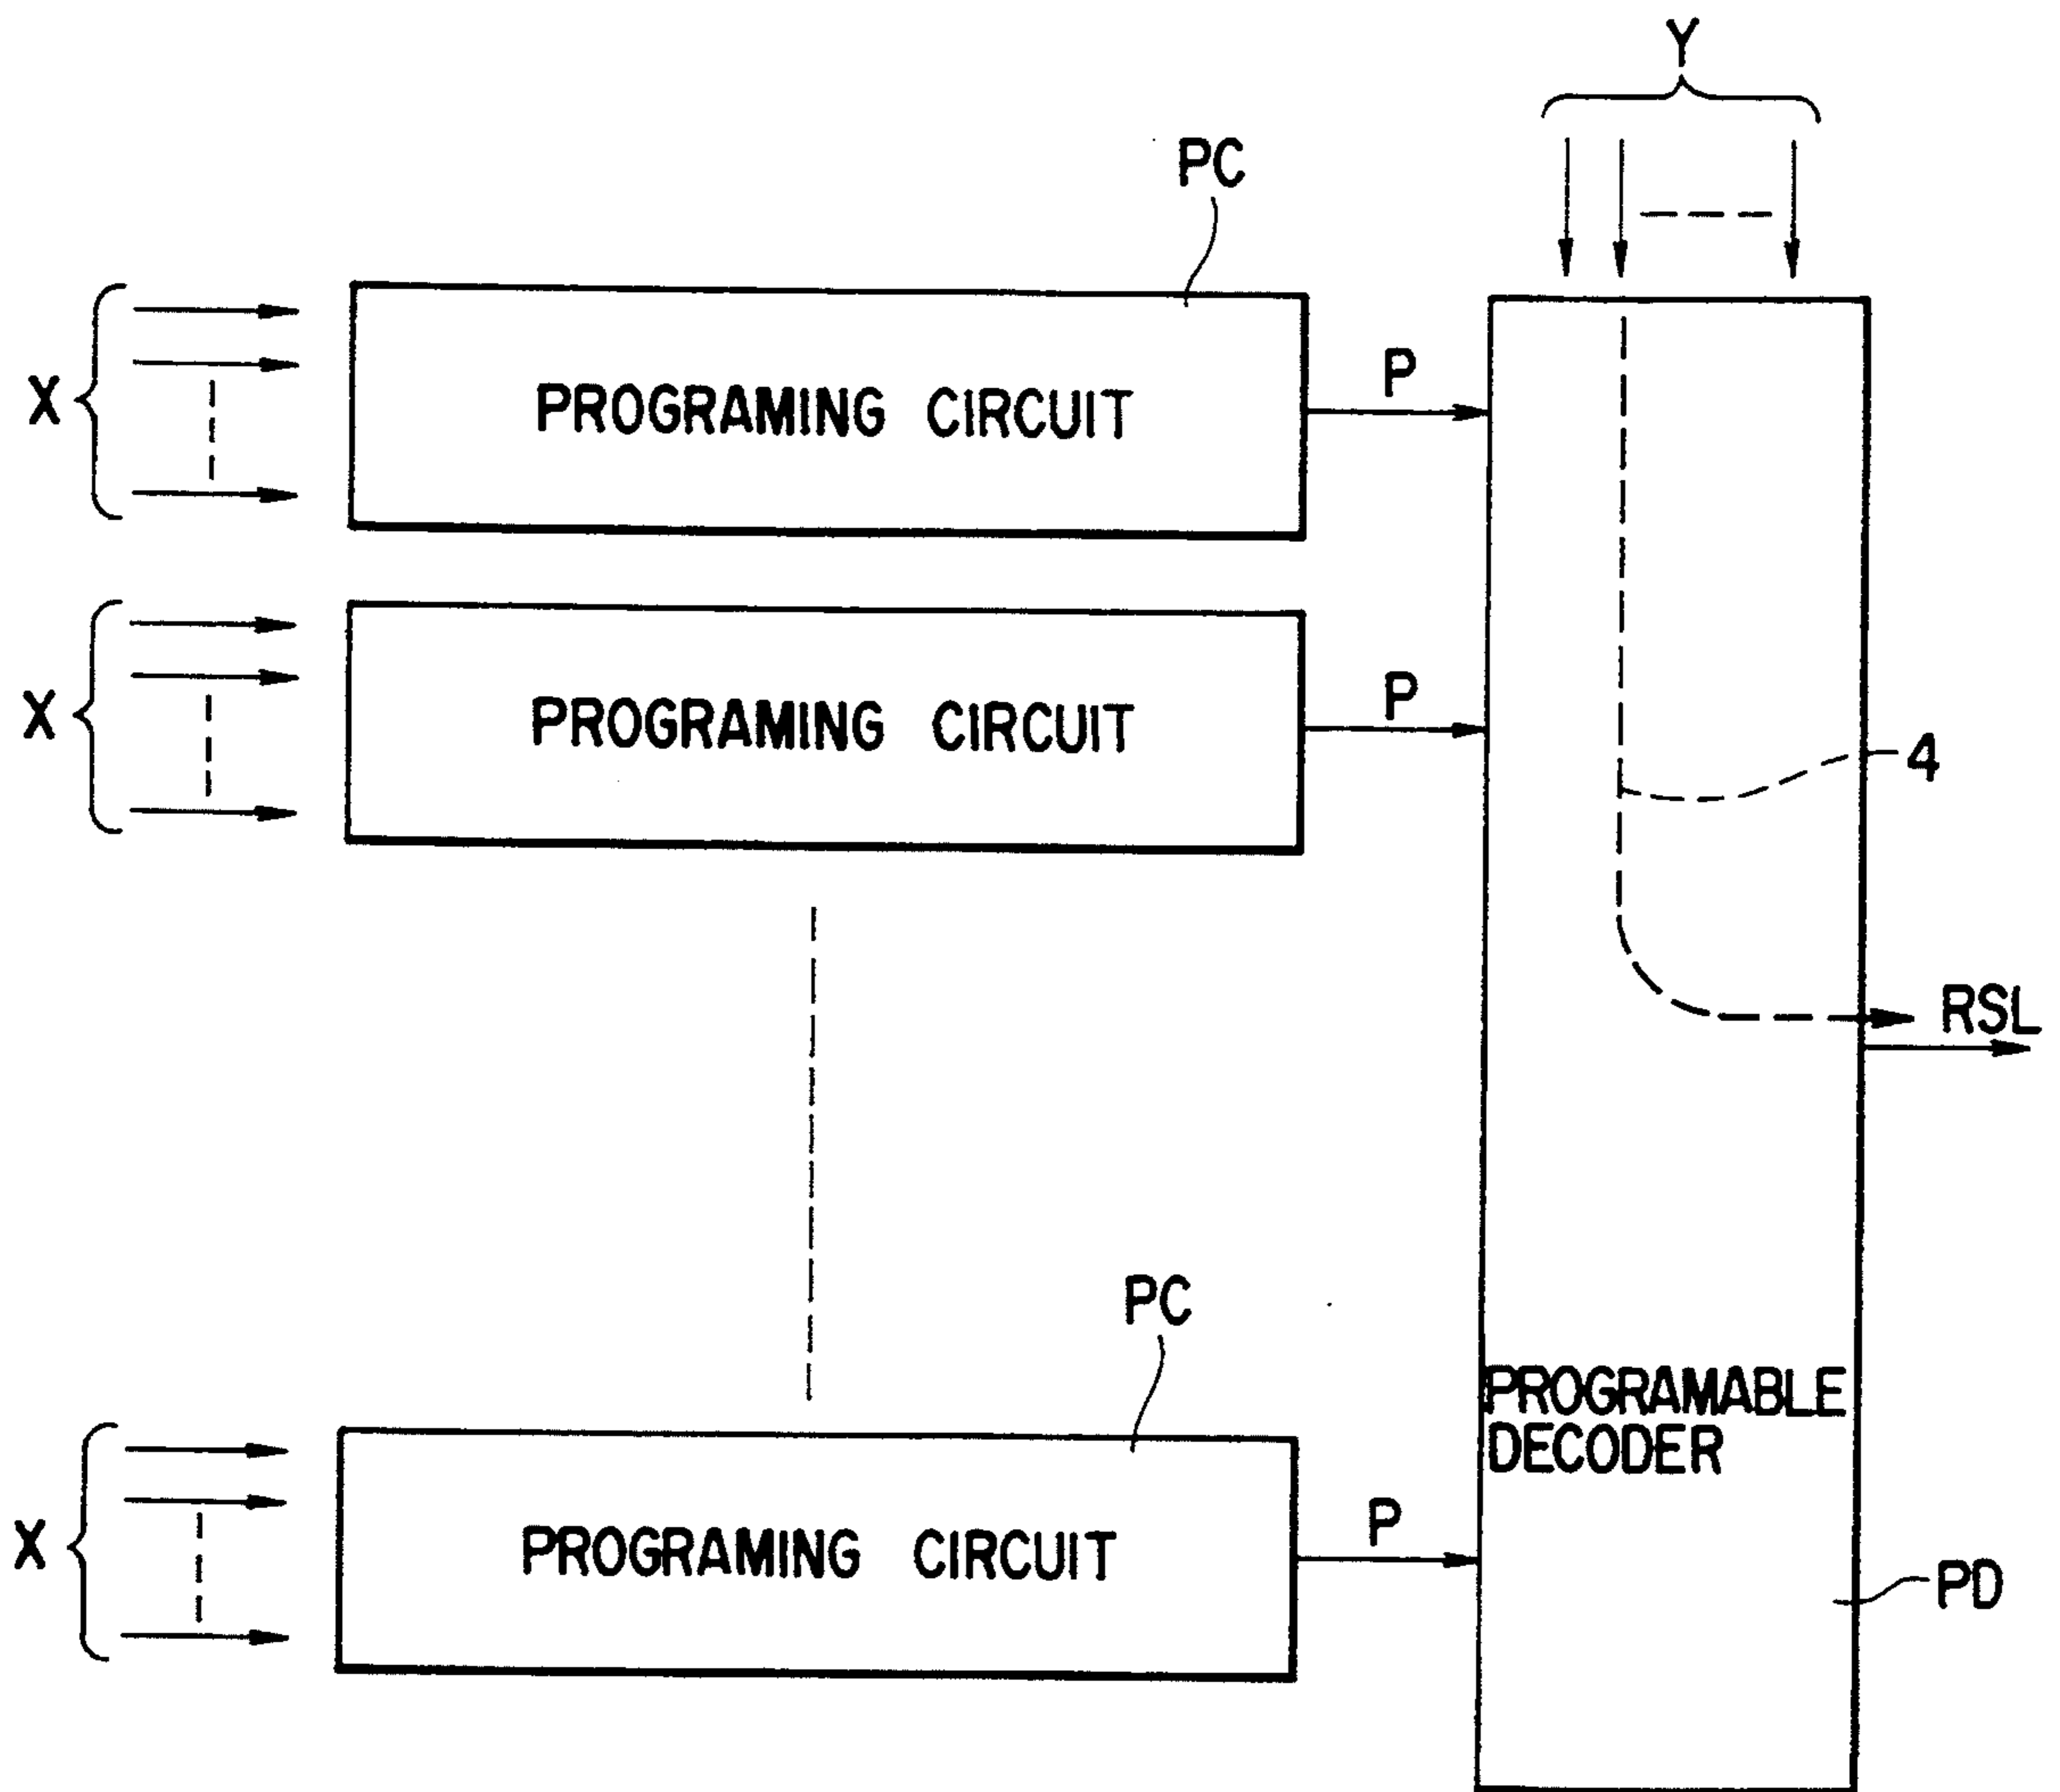 Y
PC
X
PROGRAMING CIRCUIT
P
X
PROGRAMING CIRCUIT
P
4
RSL
PC
PROGRAMABLE
DECODER
X
PROGRAMING CIRCUIT
P
PD